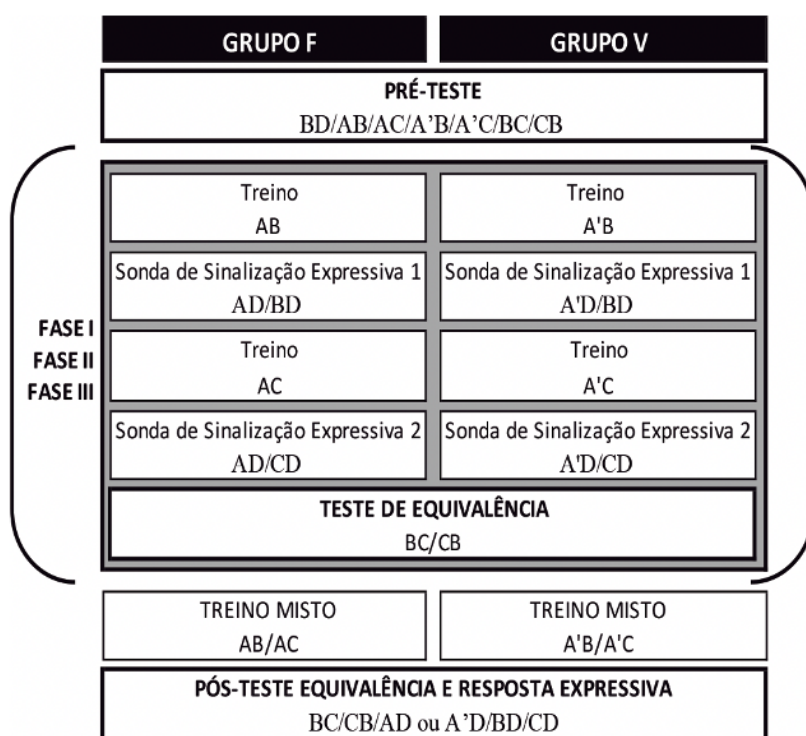 GRUPO F
GRUPO V
PRÉ-TESTE
BD/AB/AC/A’B/A’C/BC/CB
FASE I
FASE II
FASE III
Treino
AB
Treino
A'B
Sonda de Sinalização Expressiva 1
AD/BD
Sonda de Sinalização Expressiva 1
A'D/BD
Treino
AC
Treino
A'C
Sonda de Sinalização Expressiva 2
AD/CD
Sonda de Sinalização Expressiva 2
A'D/CD
TESTE DE EQUIVALÊNCIA
BC/CB
TREINO MISTO
AB/AC
TREINO MISTO
A'B/A'C
PÓS-TESTE EQUIVALÊNCIA E RESPOSTA EXPRESSIVA
BC/CB/AD ou A’D/BD/CD